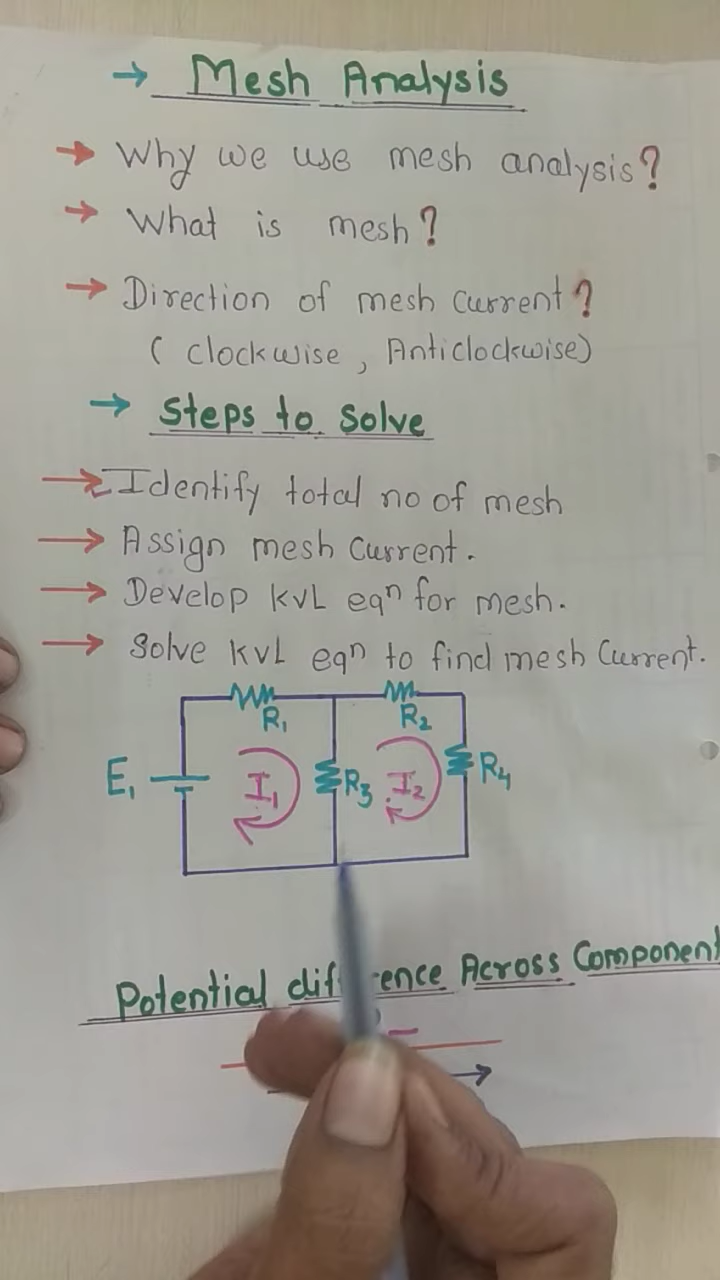 → Mesh Analysis
→ Why we use mesh analysis?
→ What is mesh?
→ Direction of mesh current?
( clockwise , Anticlockwise)
→ Steps to solve
→ Identify total no of mesh
→ Assign mesh current.
→ Develop KVL eqⁿ for mesh.
→ Solve KVL eqⁿ to find mesh current.
R₁ R₂
E₁ I₁ R₃ I₂ R₄
Potential Across Component